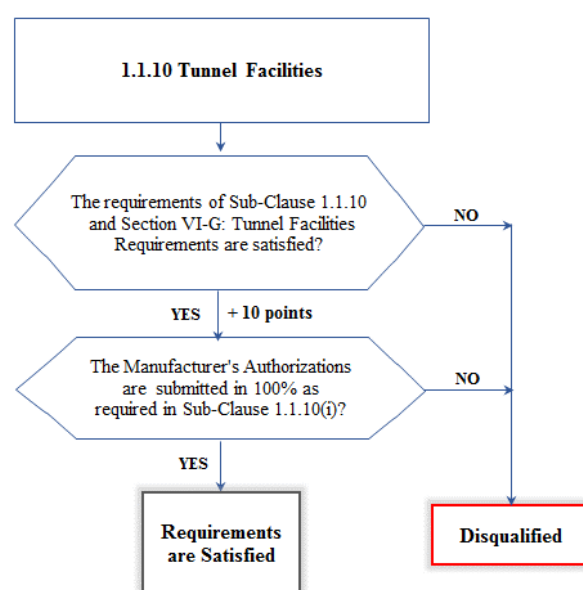 1.1.10 Tunnel Facilities
The requirements of Sub-Clause 1.1.10
and Section VI-G: Tunnel Facilities
Requirements are satisfied?
NO
YES + 10 points
The Manufacturer's Authorizations
are submitted in 100% as
required in Sub-Clause 1.1.10(i)?
NO
YES
Requirements
are Satisfied
Disqualified